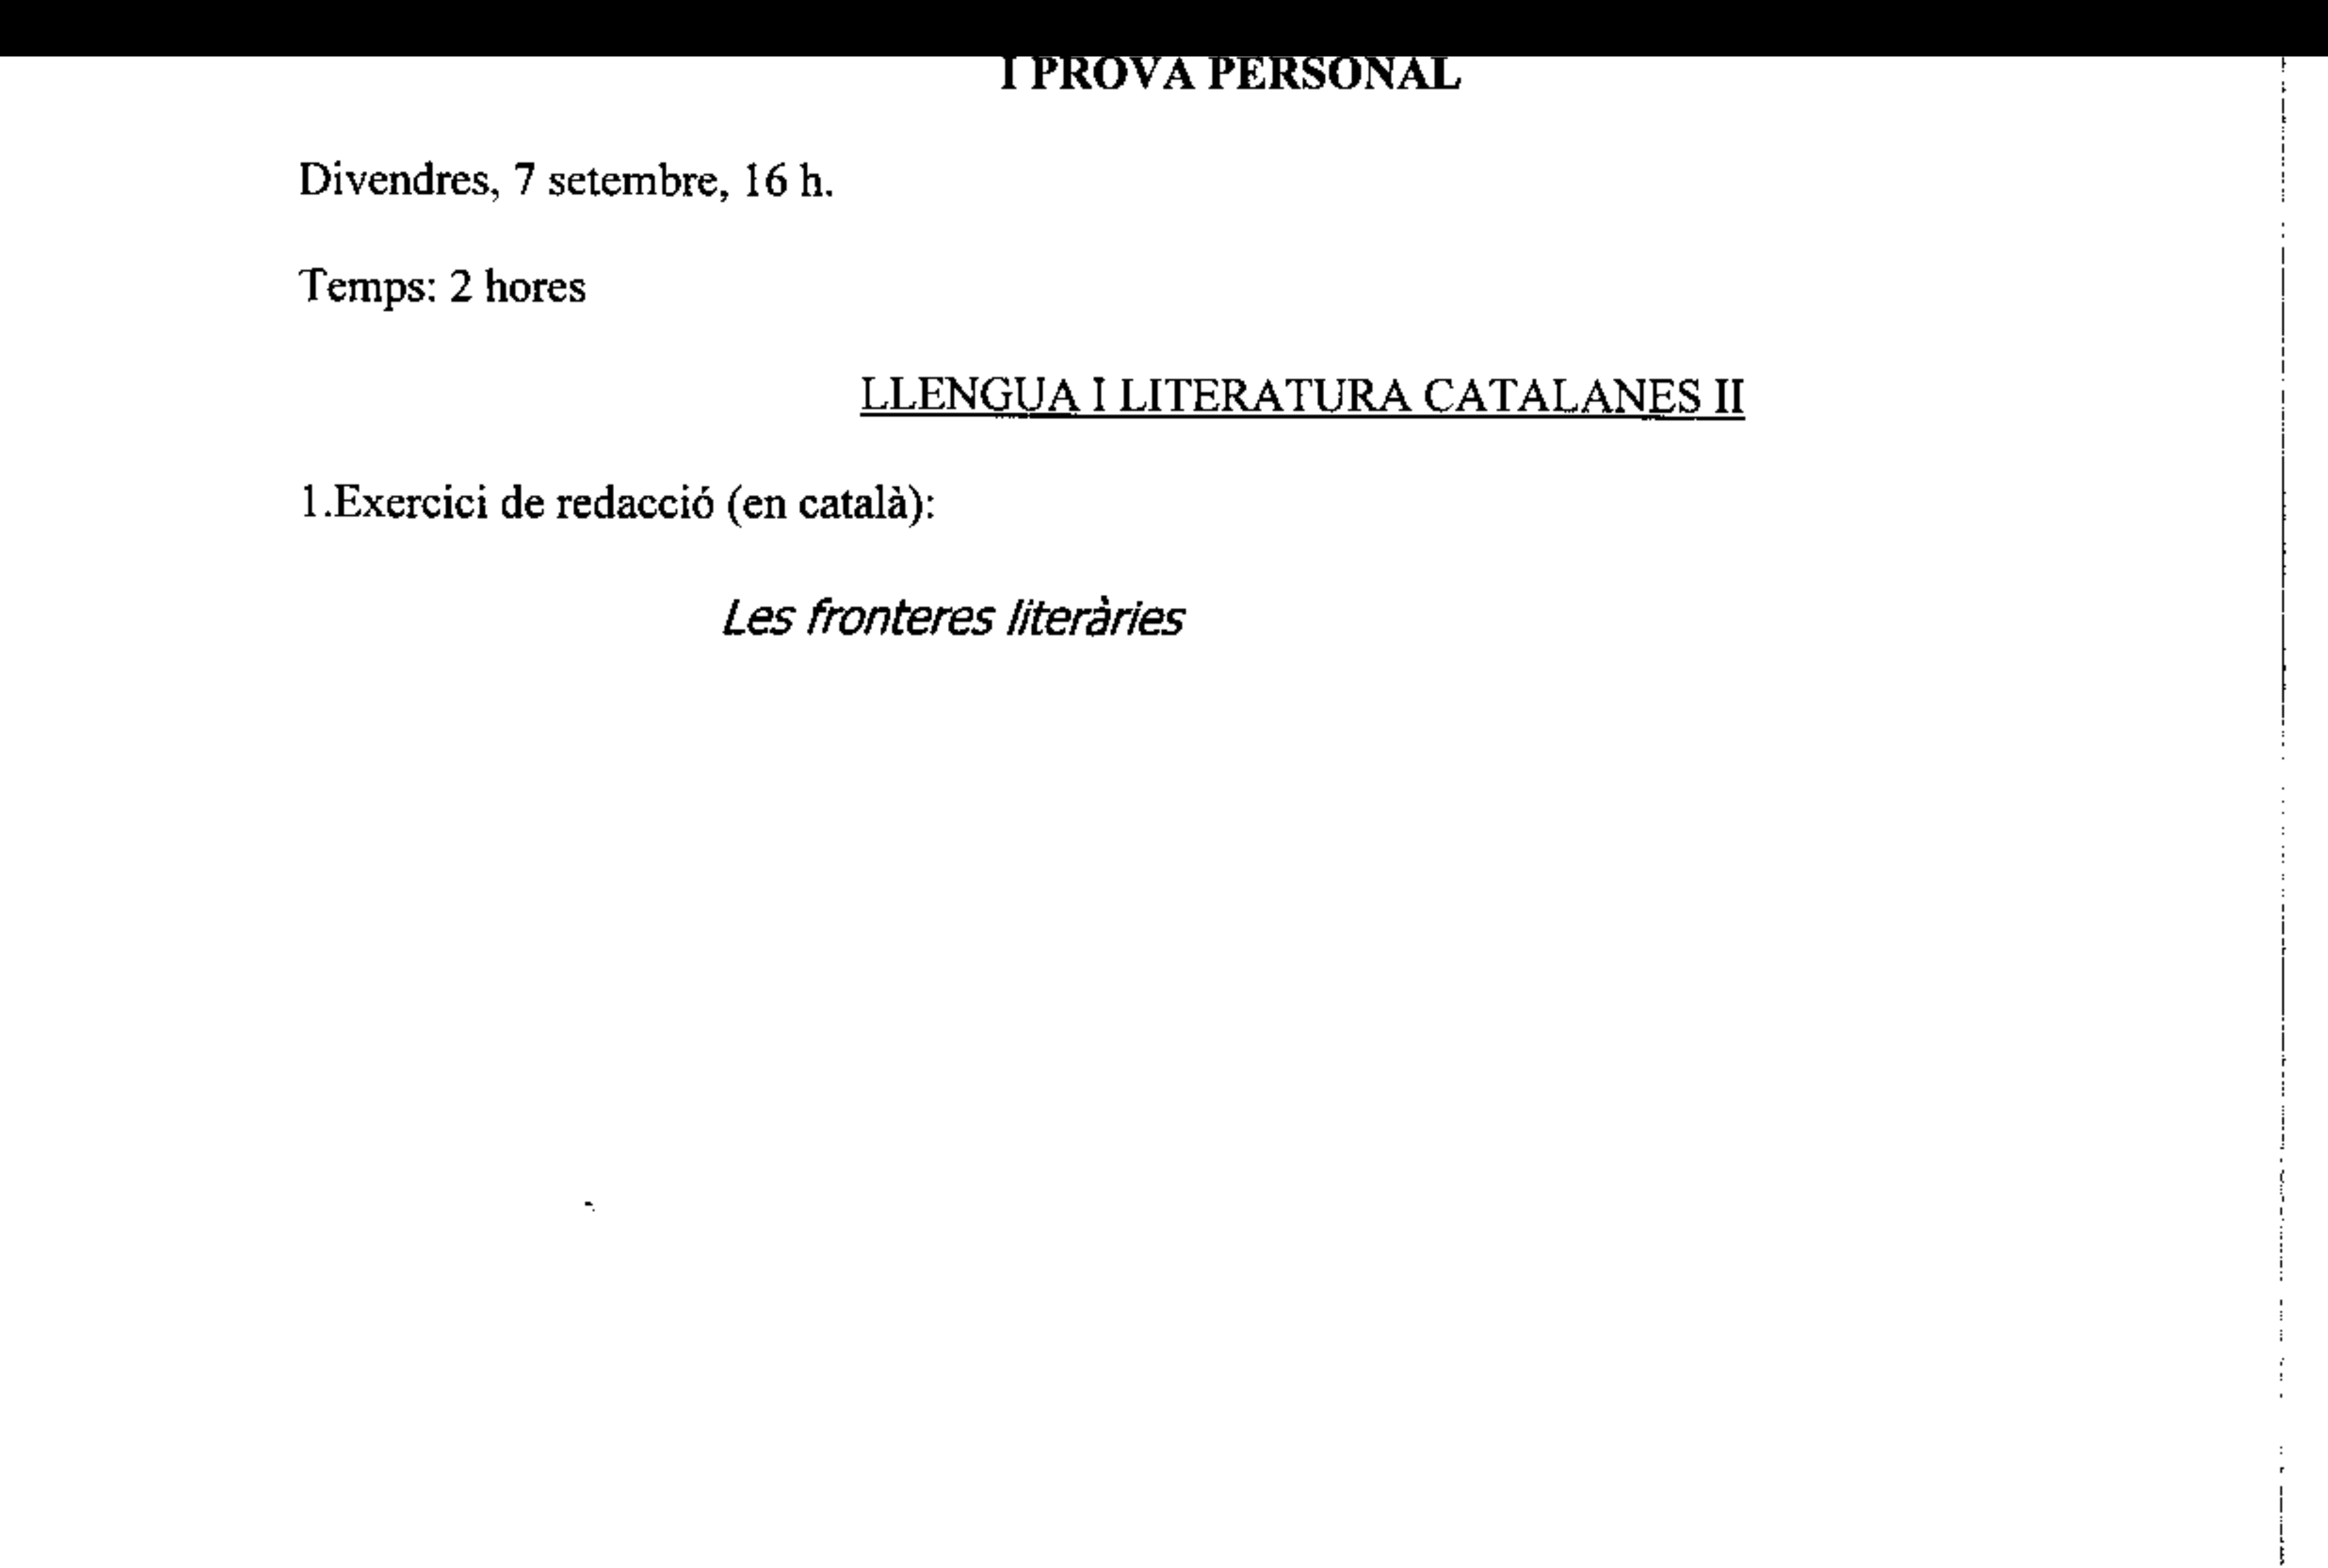 I PROVA PERSONAL
Divendres, 7 setembre, 16 h.
Temps: 2 hores
LLENGUA I LITERATURA CATALANES II
1.Exercici de redacció (en català):
Les fronteres literàries